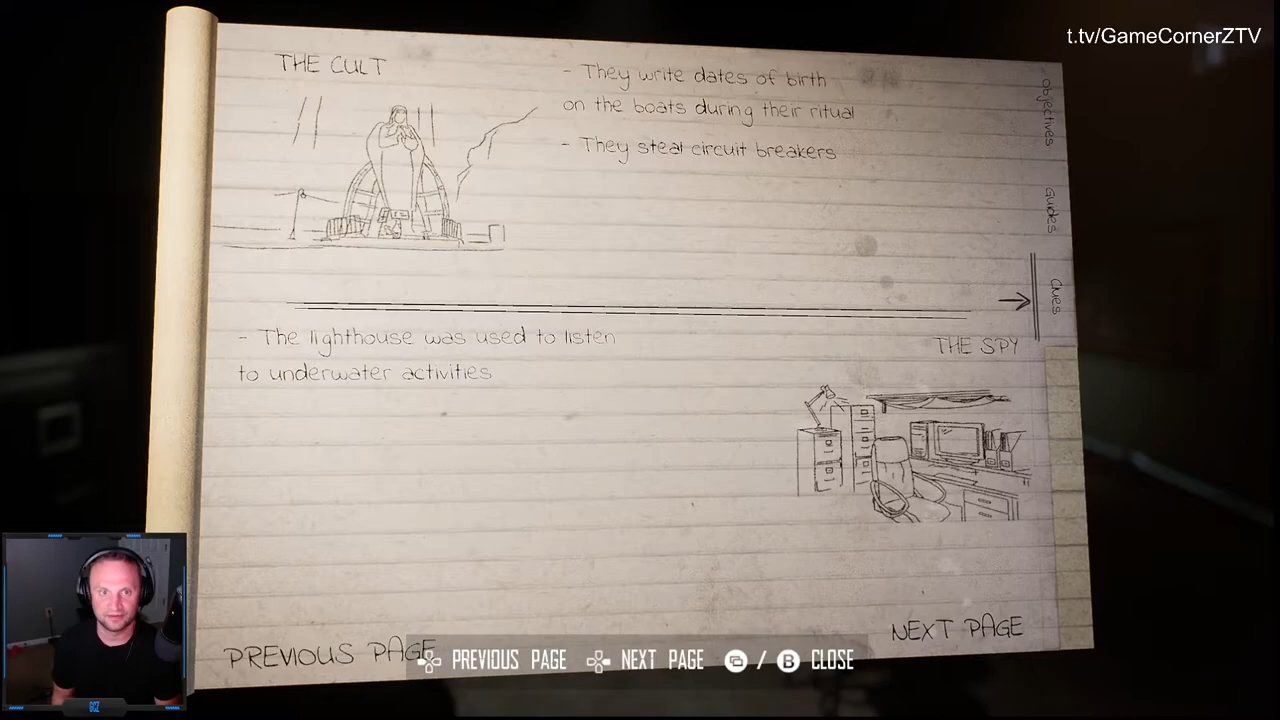 t.tv/GameCornerZTV
THE CULT
- They write dates of birth
on the boats during their ritual
- They steal circuit breakers
Objectives
Guides
Clues
- The lighthouse was used to listen
to underwater activities
THE SPY
PREVIOUS PAGE
NEXT PAGE
PREVIOUS PAGE NEXT PAGE / B CLOSE
GCZ